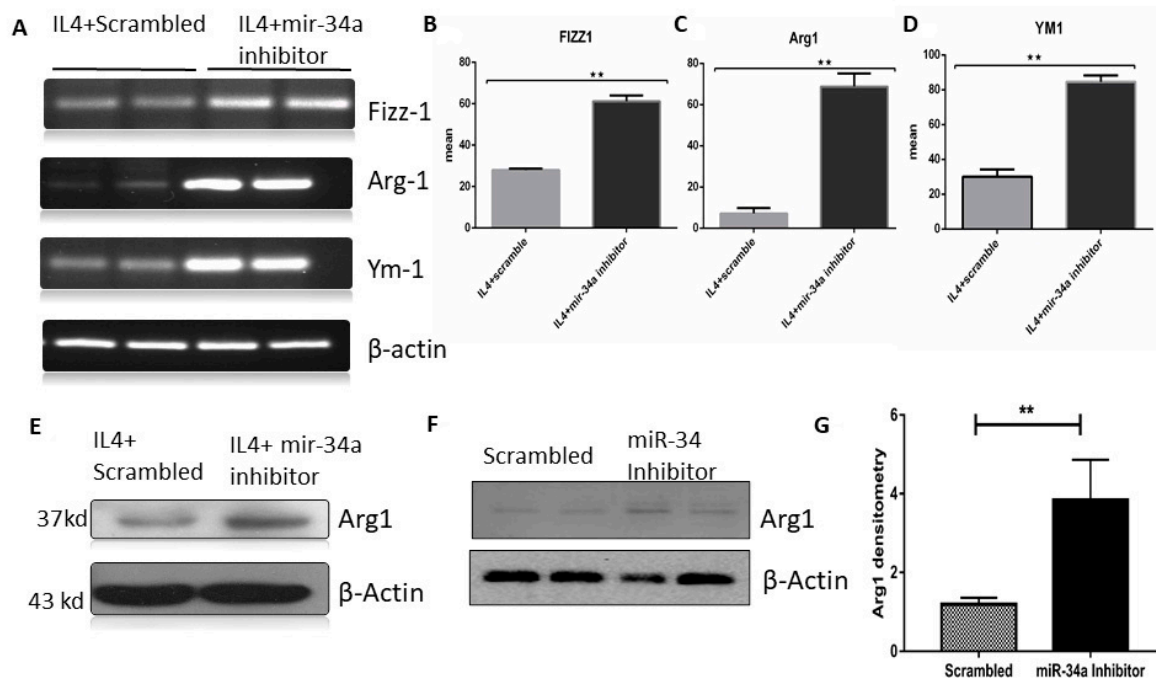 A
IL4+Scrambled
IL4+mir-34a
inhibitor
Fizz-1
Arg-1
Ym-1
β-actin
B
FIZZ1
**
80
60
40
20
0
mean
IL4+scramble
IL4+mir-34a inhibitor
C
Arg1
**
80
60
40
20
0
mean
IL4+scramble
IL4+mir-34a inhibitor
D
YM1
**
100
80
60
40
20
0
mean
IL4+scramble
IL4+mir-34a inhibitor
E
IL4+
Scrambled
IL4+ mir-34a
inhibitor
37kd
Arg1
43 kd
β-Actin
F
Scrambled
miR-34
Inhibitor
Arg1
β-Actin
G
**
6
4
2
0
Arg1 densitometry
Scrambled
miR-34a Inhibitor